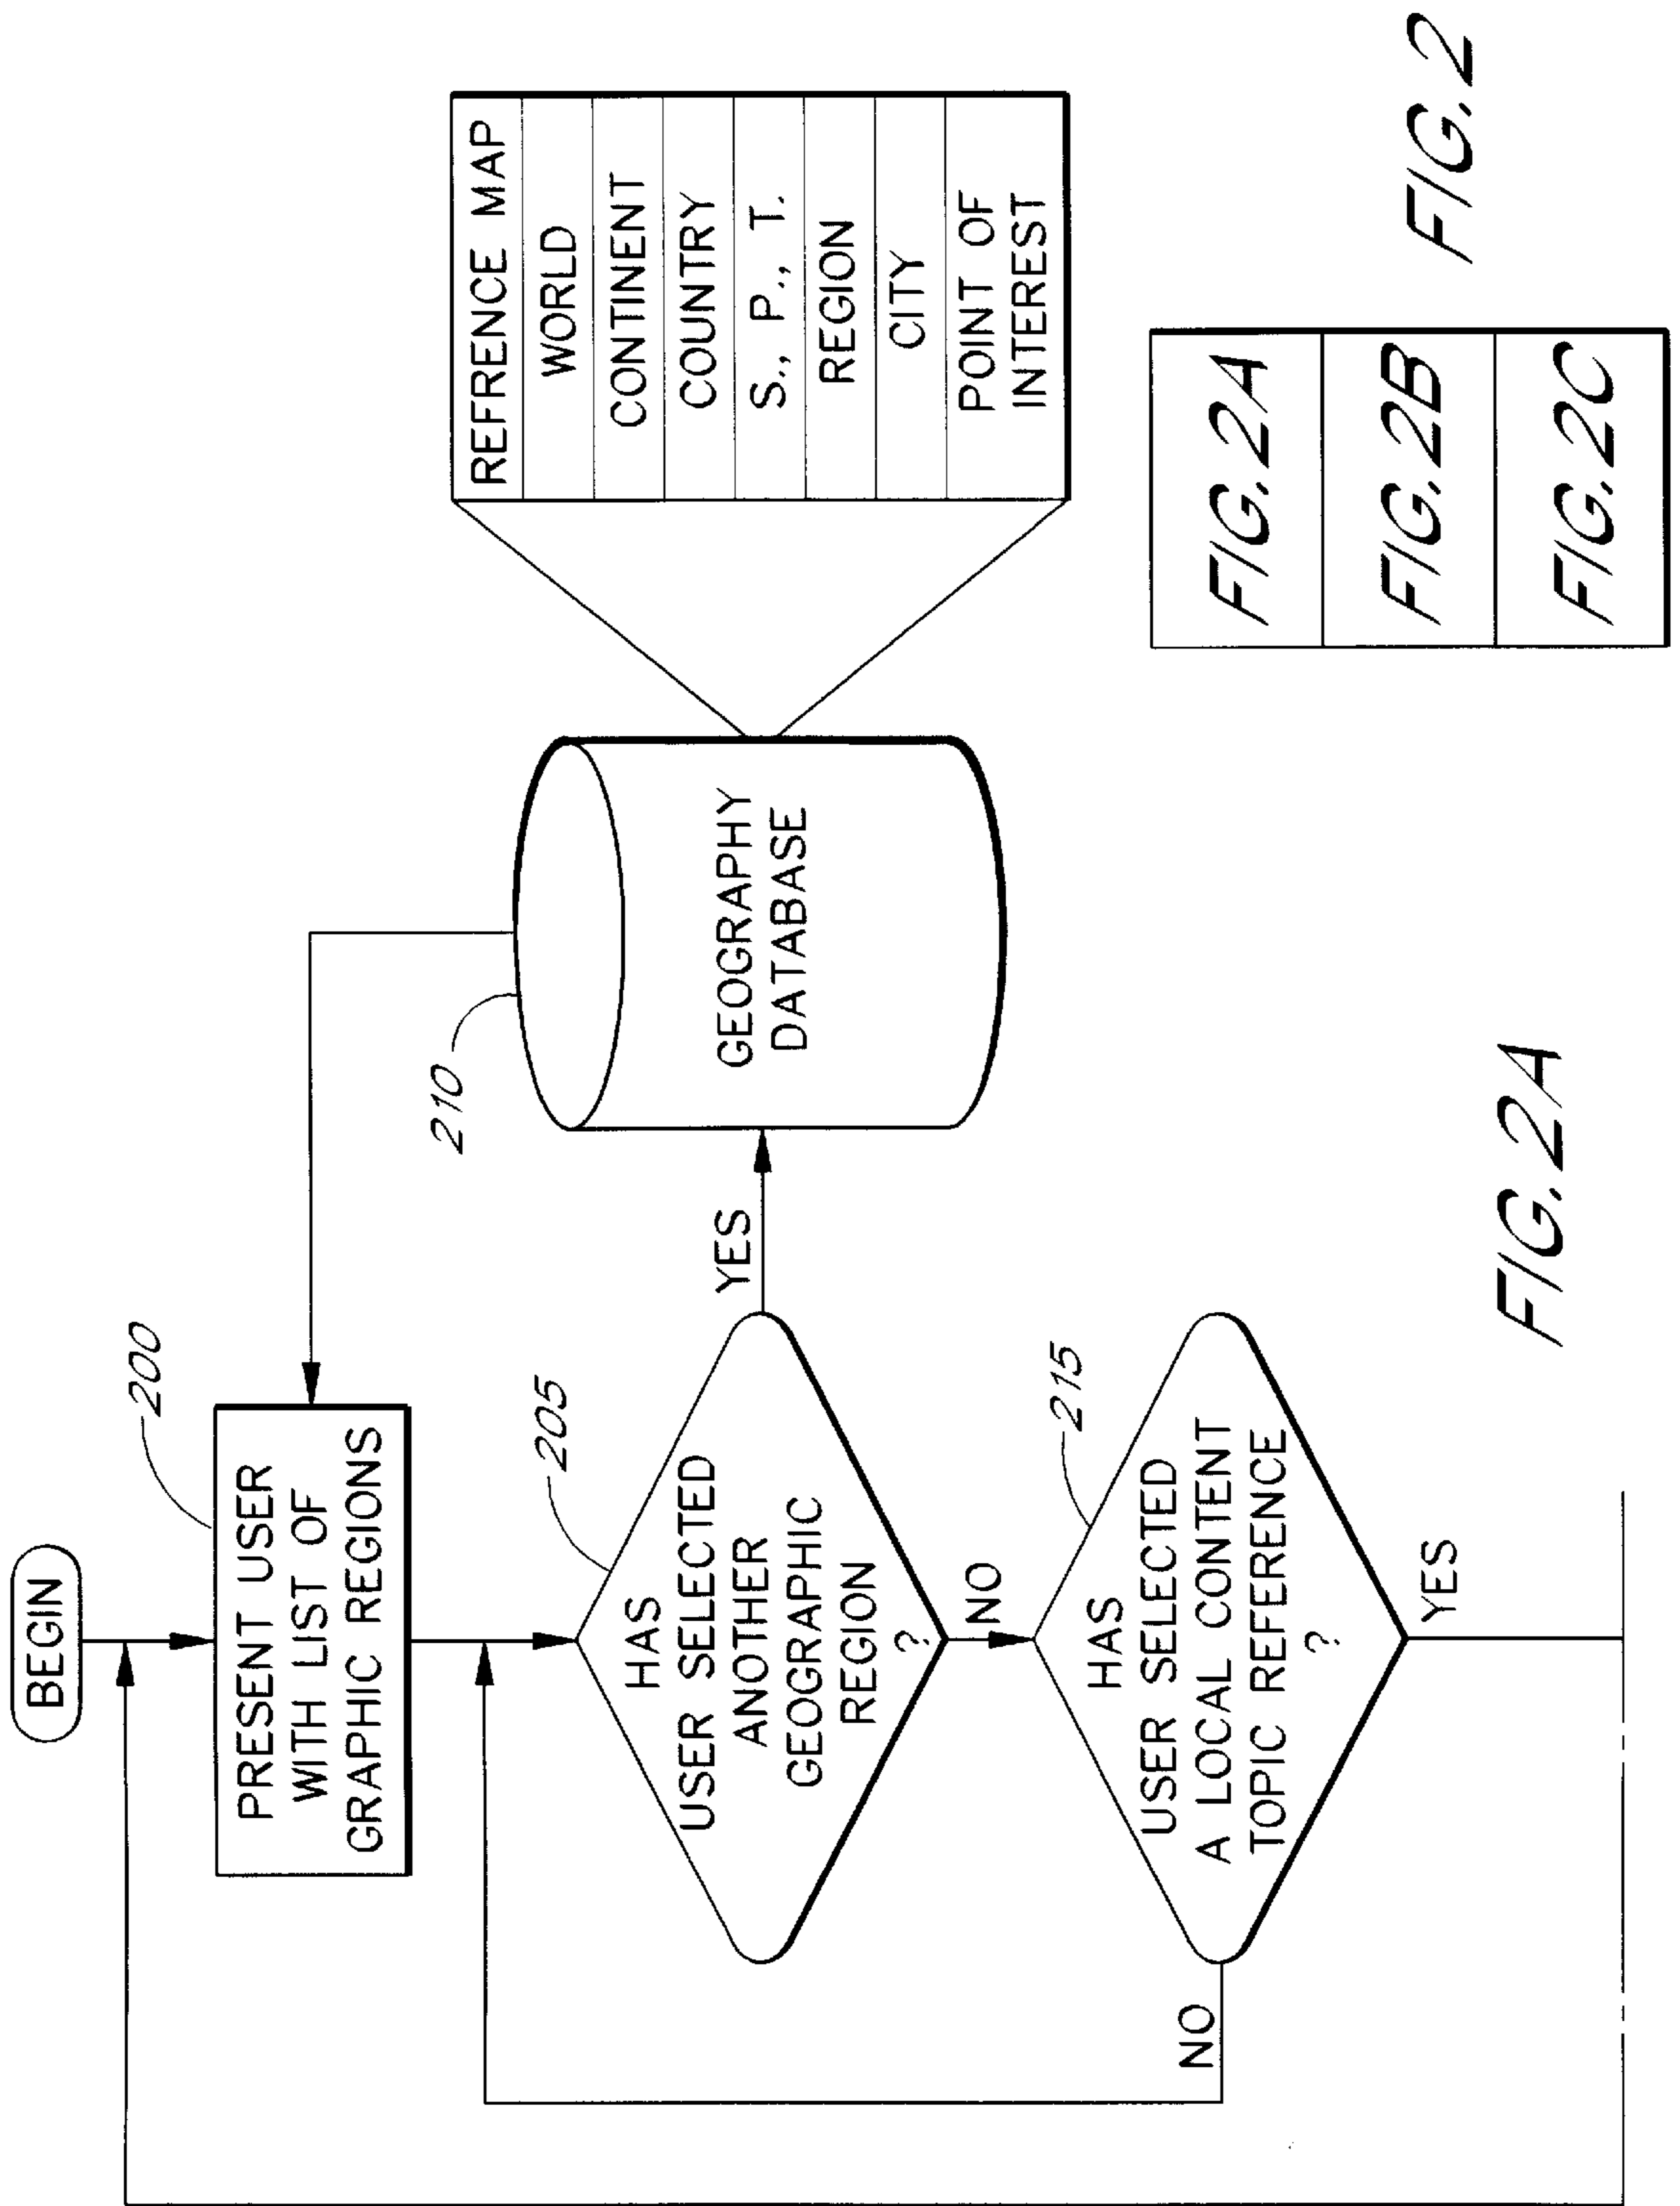 BEGIN
200
PRESENT USER
WITH LIST OF
GRAPHIC REGIONS
205
HAS
USER SELECTED
ANOTHER
GEOGRAPHIC
REGION
?
YES
NO
210
GEOGRAPHY
DATABASE
REFRENCE MAP
WORLD
CONTINENT
COUNTRY
S., P., T.
REGION
CITY
POINT OF
INTEREST
215
HAS
USER SELECTED
A LOCAL CONTENT
TOPIC REFERENCE
?
NO
YES
FIG. 2A
FIG. 2A
FIG. 2B
FIG. 2C
FIG. 2